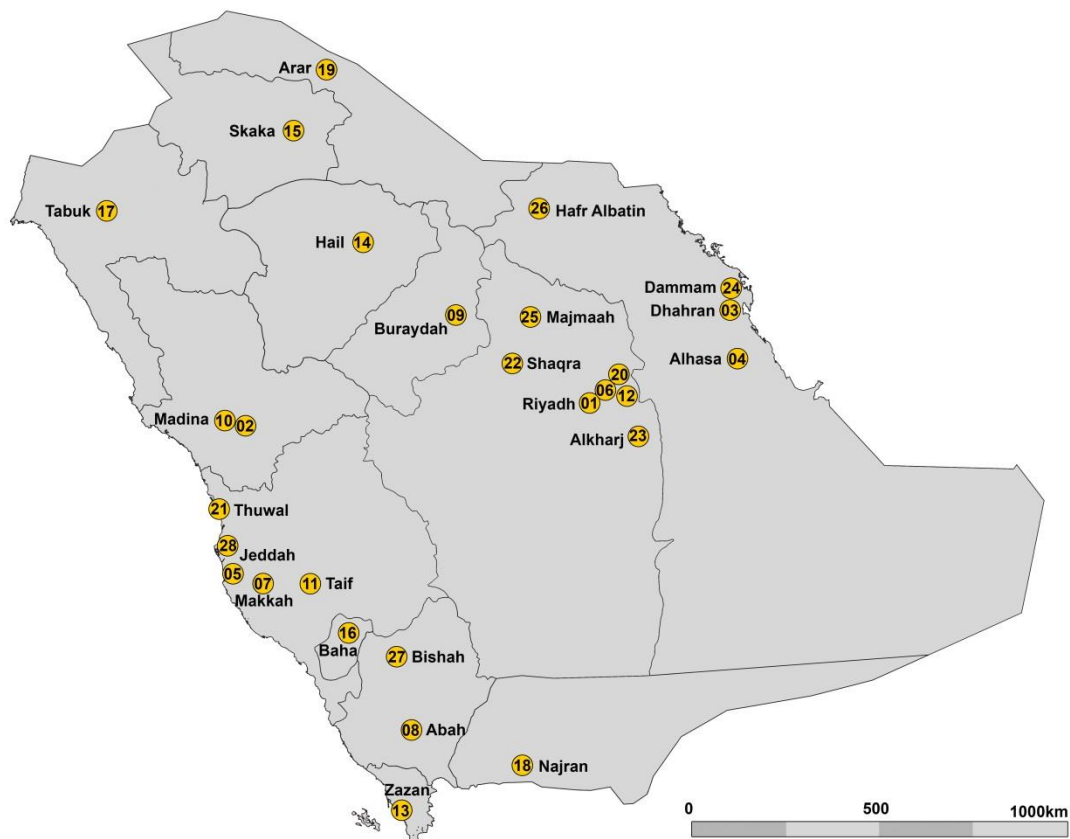 Arar 19
Skaka 15
Tabuk 17
26 Hafr Albatin
Hail 14
Dammam 24
Dhahran 03
09
Buraydah
25 Majmaah
Alhasa 04
22 Shaqra
20
06
12
Riyadh 01
Madina 10 02
Alkharj 23
21 Thuwal
28
Jeddah
05
07
Makkah
11 Taif
16
Baha
27 Bishah
08 Abah
18 Najran
Zazan
13
0 500 1000km